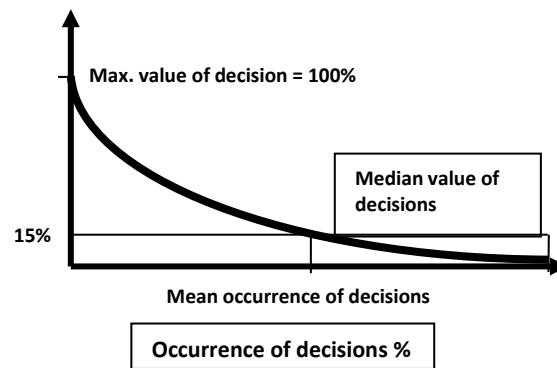 Max. value of decision = 100%
Median value of
decisions
15%
Mean occurrence of decisions
Occurrence of decisions %